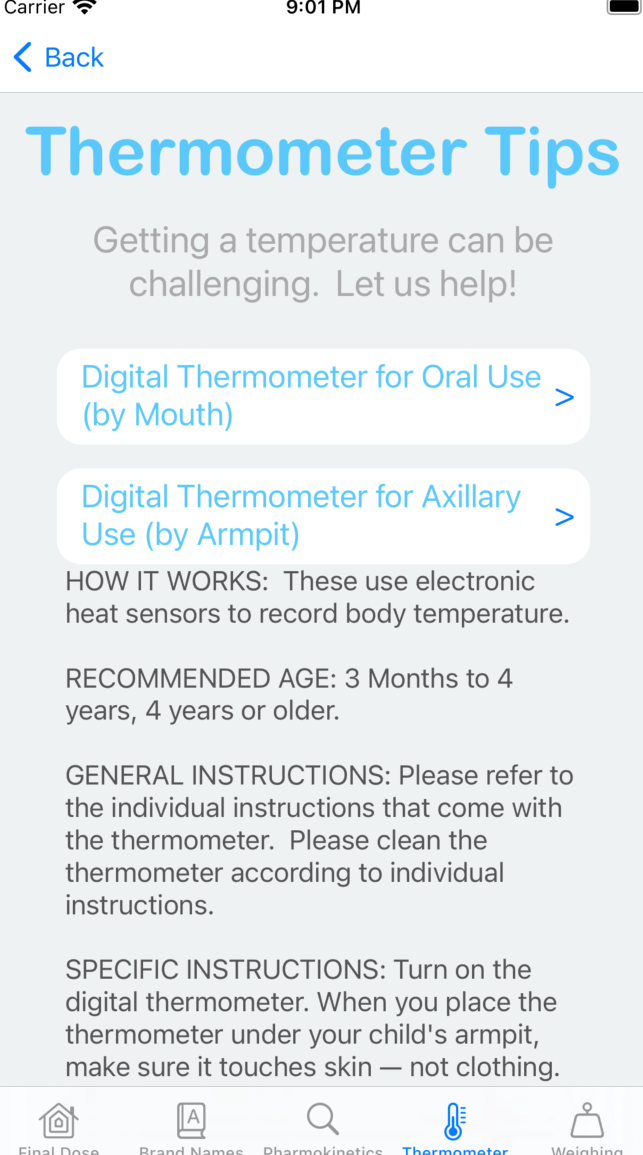 Carrier 9:01 PM
Back
Thermometer Tips
Getting a temperature can be
challenging.  Let us help!
Digital Thermometer for Oral Use
(by Mouth)
>
Digital Thermometer for Axillary
Use (by Armpit)
>
HOW IT WORKS:  These use electronic
heat sensors to record body temperature.
RECOMMENDED AGE: 3 Months to 4
years, 4 years or older.
GENERAL INSTRUCTIONS: Please refer to
the individual instructions that come with
the thermometer.  Please clean the
thermometer according to individual
instructions.
SPECIFIC INSTRUCTIONS: Turn on the
digital thermometer. When you place the
thermometer under your child's armpit,
make sure it touches skin — not clothing.
A
Final Dose Brand Names Pharmokinetics Thermometer Weighing